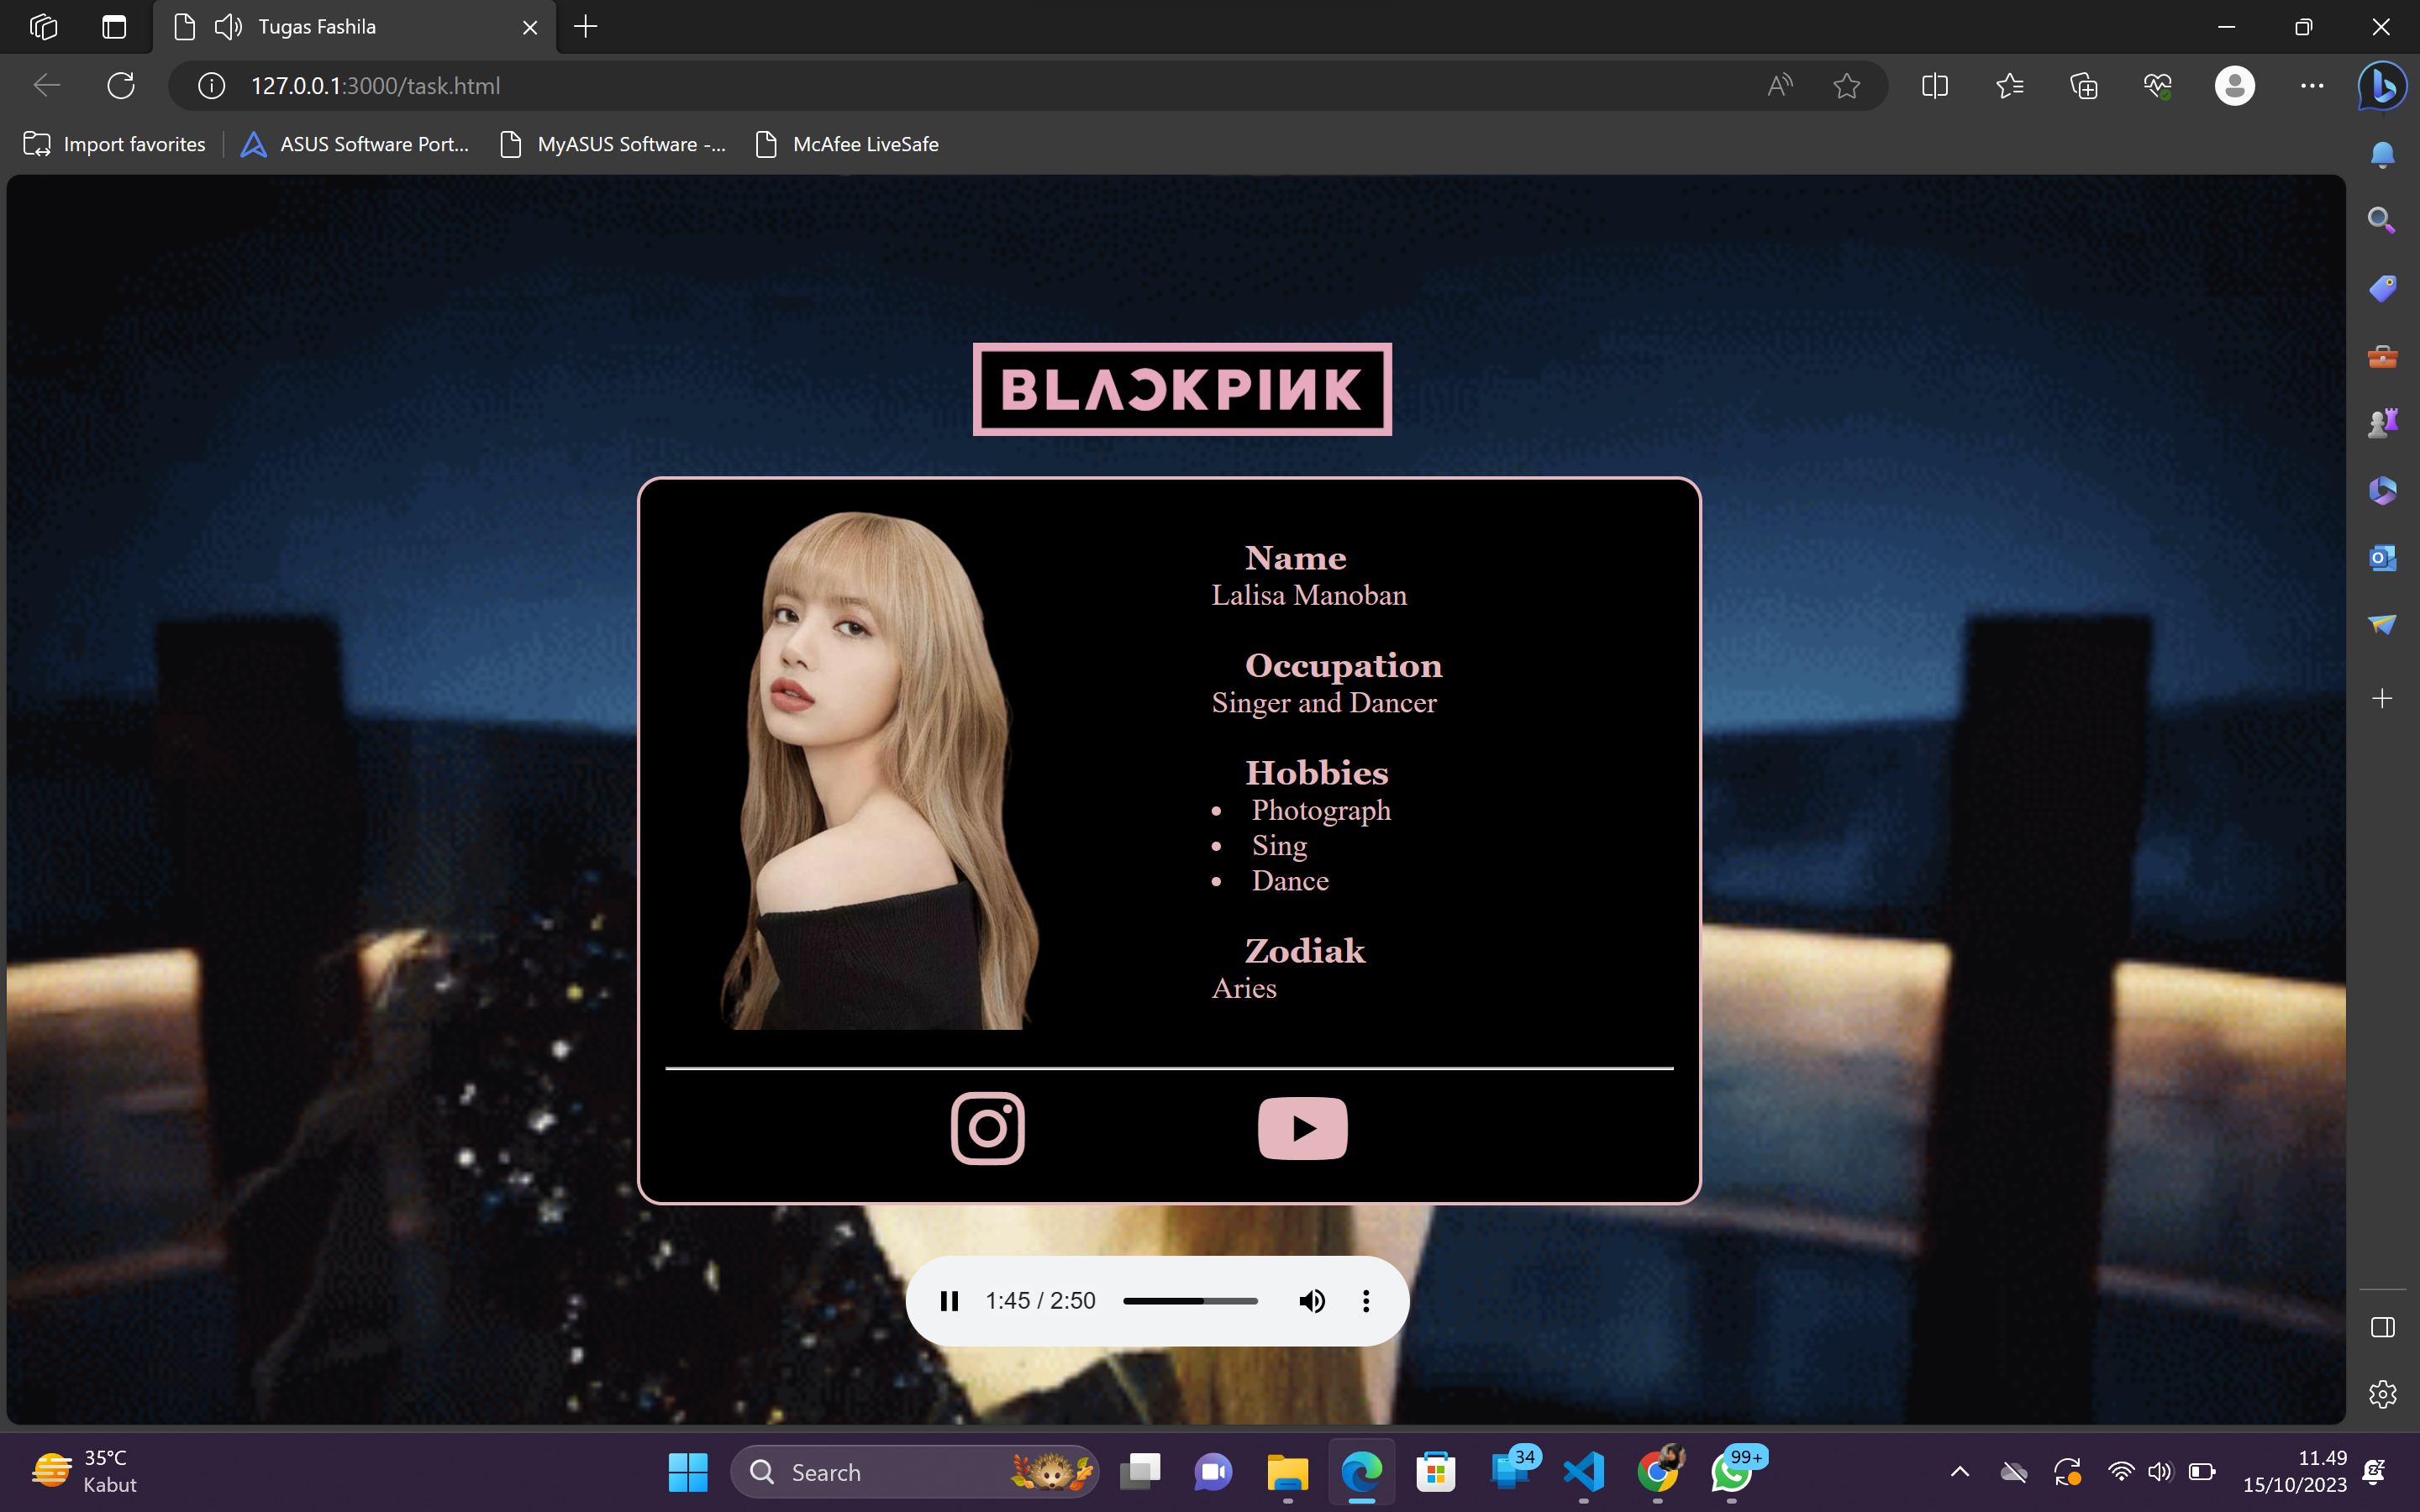 Tugas Fashila
127.0.0.1:3000/task.html
Import favorites
ASUS Software Port...
MyASUS Software -...
McAfee LiveSafe
BLACKPINK
Name
Lalisa Manoban
Occupation
Singer and Dancer
Hobbies
• Photograph
• Sing
• Dance
Zodiak
Aries
1:45 / 2:50
35°C
Kabut
Search
34
99+
11.49
15/10/2023